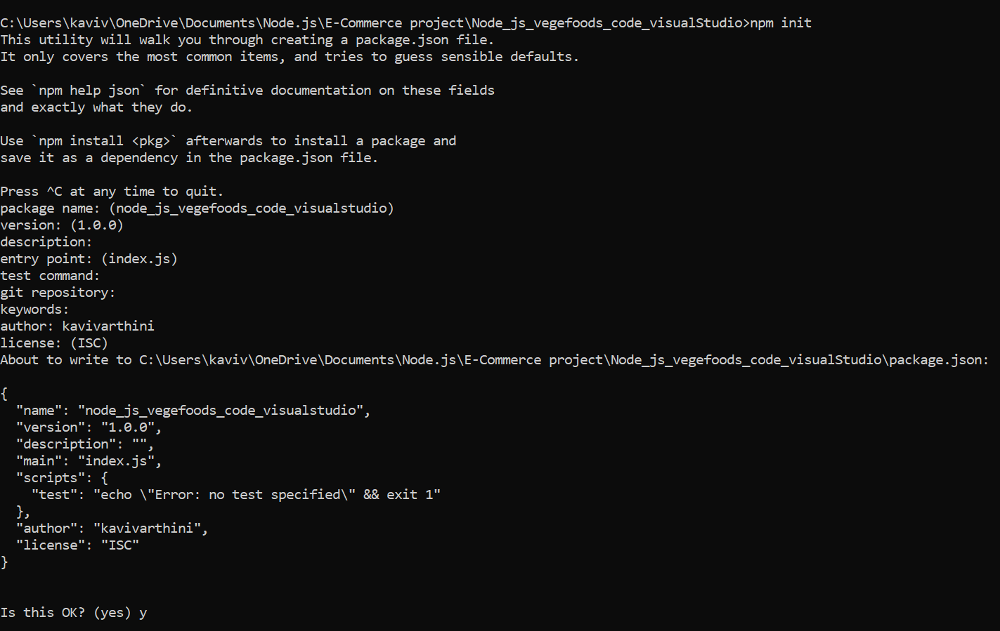 C:\Users\kaviv\OneDrive\Documents\Node.js\E-Commerce project\Node_js_vegefoods_code_visualStudio>npm init
This utility will walk you through creating a package.json file.
It only covers the most common items, and tries to guess sensible defaults.
See `npm help json` for definitive documentation on these fields
and exactly what they do.
Use `npm install <pkg>` afterwards to install a package and
save it as a dependency in the package.json file.
Press ^C at any time to quit.
package name: (node_js_vegefoods_code_visualstudio)
version: (1.0.0)
description:
entry point: (index.js)
test command:
git repository:
keywords:
author: kavivarthini
license: (ISC)
About to write to C:\Users\kaviv\OneDrive\Documents\Node.js\E-Commerce project\Node_js_vegefoods_code_visualStudio\package.json:
{
  "name": "node_js_vegefoods_code_visualstudio",
  "version": "1.0.0",
  "description": "",
  "main": "index.js",
  "scripts": {
    "test": "echo \"Error: no test specified\" && exit 1"
  },
  "author": "kavivarthini",
  "license": "ISC"
}
Is this OK? (yes) y